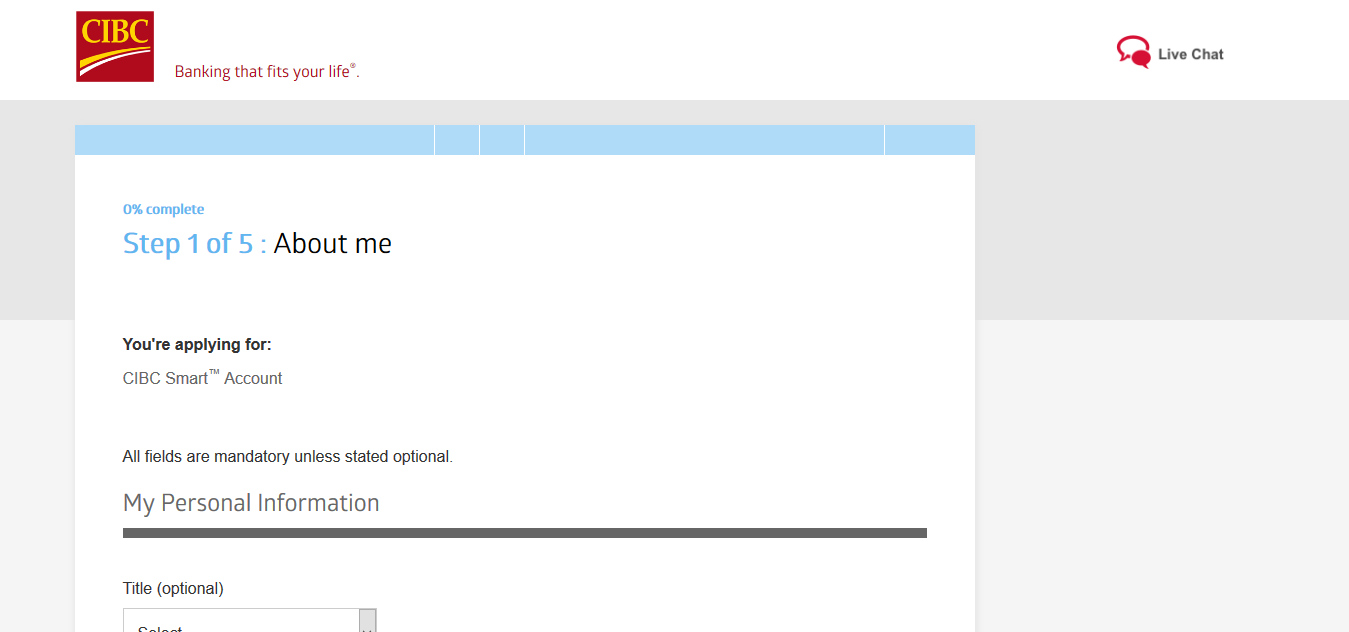 CIBC
Banking that fits your life®.
Live Chat
0% complete
Step 1 of 5 : About me
You're applying for:
CIBC Smart™ Account
All fields are mandatory unless stated optional.
My Personal Information
Title (optional)
Select